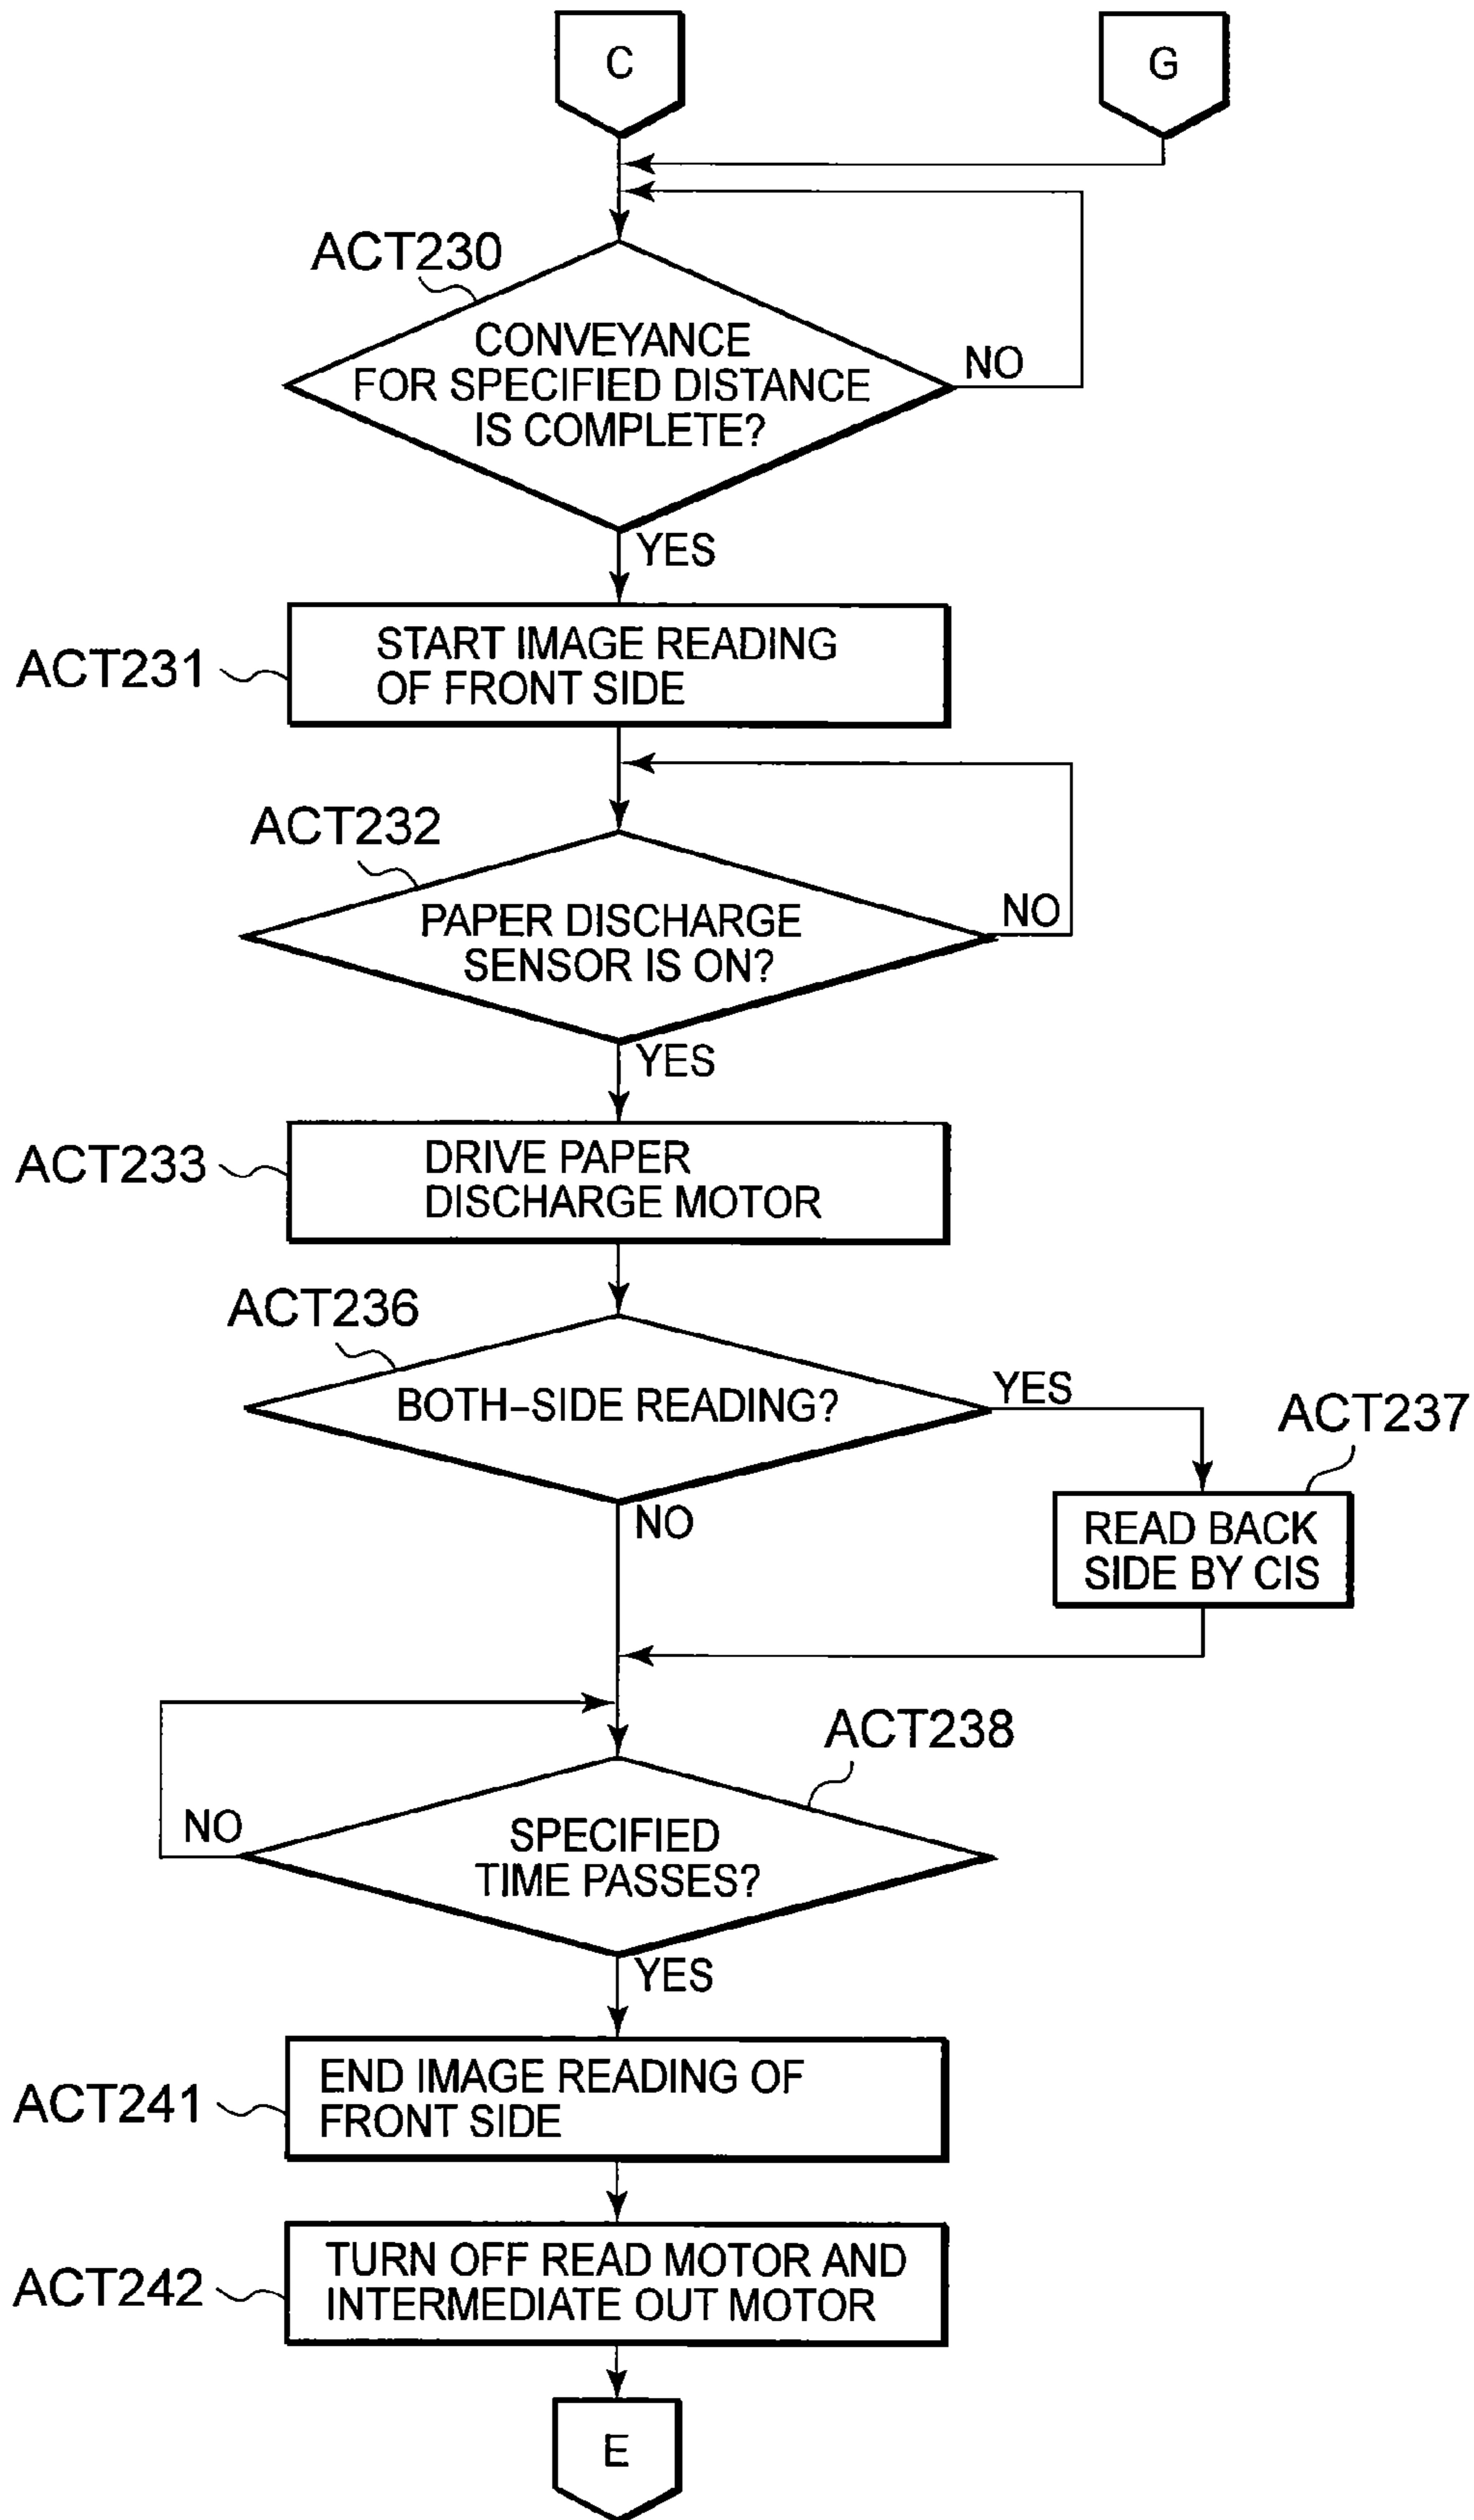 C
G
ACT230
CONVEYANCE
FOR SPECIFIED DISTANCE
IS COMPLETE?
NO
YES
ACT231
START IMAGE READING
OF FRONT SIDE
ACT232
PAPER DISCHARGE
SENSOR IS ON?
NO
YES
ACT233
DRIVE PAPER
DISCHARGE MOTOR
ACT236
BOTH-SIDE READING?
YES
ACT237
READ BACK
SIDE BY CIS
NO
ACT238
SPECIFIED
TIME PASSES?
NO
YES
ACT241
END IMAGE READING OF
FRONT SIDE
ACT242
TURN OFF READ MOTOR AND
INTERMEDIATE OUT MOTOR
E